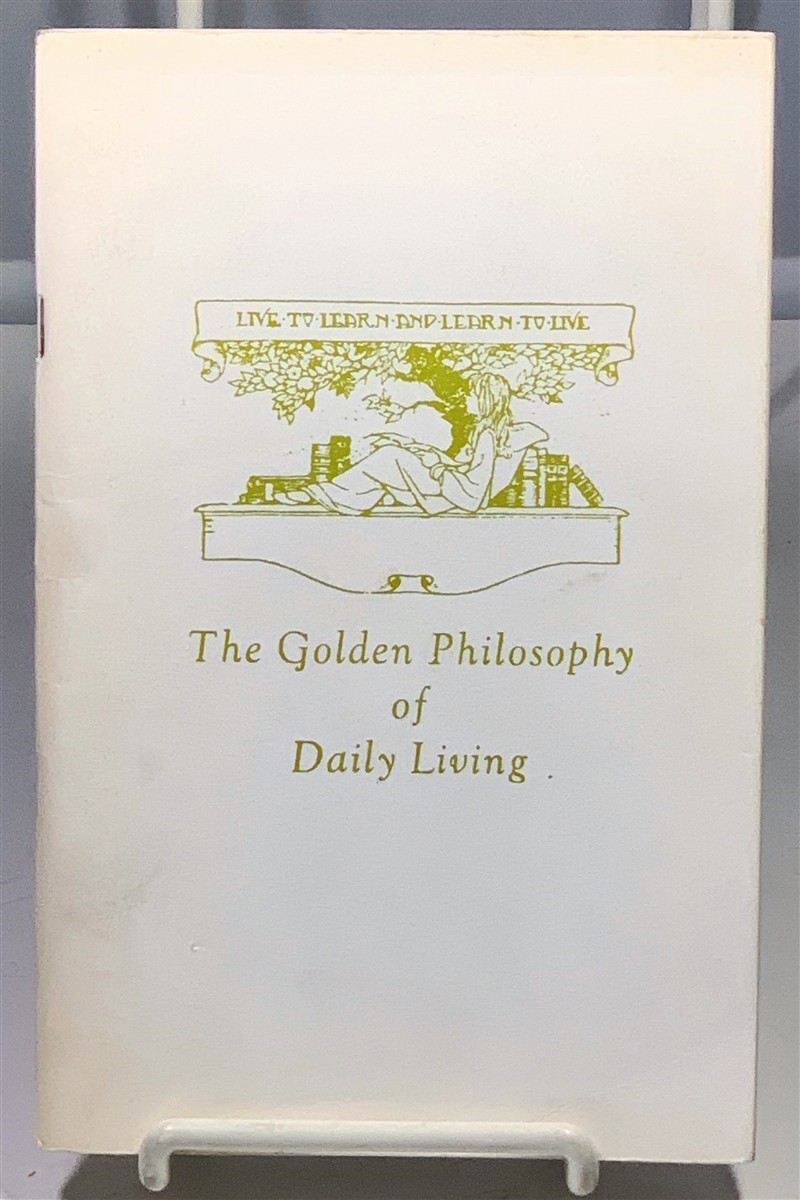 LIVE·TO·LEARN·AND·LEARN·TO·LIVE
The Golden Philosophy
of
Daily Living